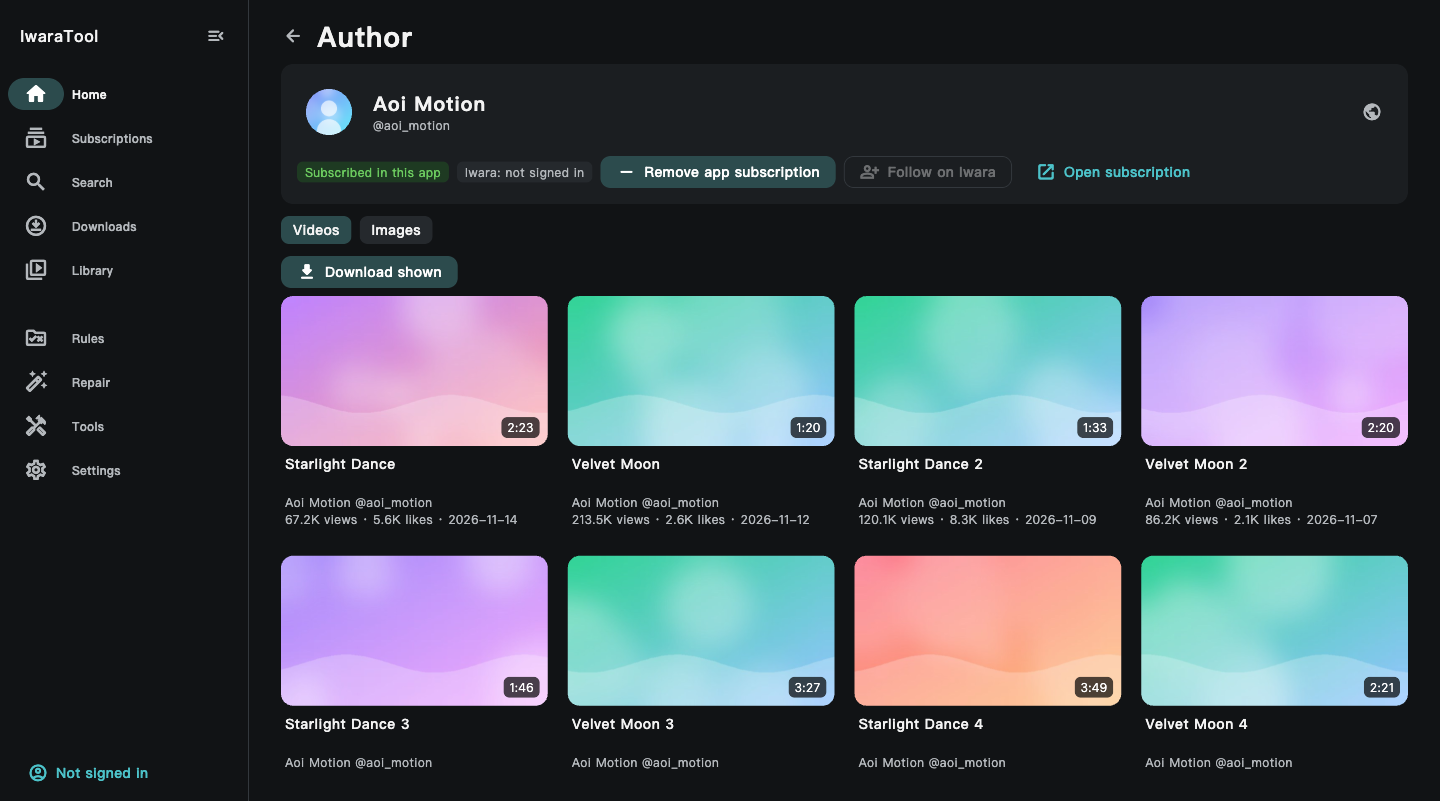 IwaraTool
Home
Subscriptions
Search
Downloads
Library
Rules
Repair
Tools
Settings
Not signed in
Author
Aoi Motion
@aoi_motion
Subscribed in this app
Iwara: not signed in
Remove app subscription
Follow on Iwara
Open subscription
Videos
Images
Download shown
2:23
1:20
1:33
2:20
Starlight Dance
Velvet Moon
Starlight Dance 2
Velvet Moon 2
Aoi Motion @aoi_motion
Aoi Motion @aoi_motion
Aoi Motion @aoi_motion
Aoi Motion @aoi_motion
67.2K views · 5.6K likes · 2026-11-14
213.5K views · 2.6K likes · 2026-11-12
120.1K views · 8.3K likes · 2026-11-09
86.2K views · 2.1K likes · 2026-11-07
1:46
3:27
3:49
2:21
Starlight Dance 3
Velvet Moon 3
Starlight Dance 4
Velvet Moon 4
Aoi Motion @aoi_motion
Aoi Motion @aoi_motion
Aoi Motion @aoi_motion
Aoi Motion @aoi_motion